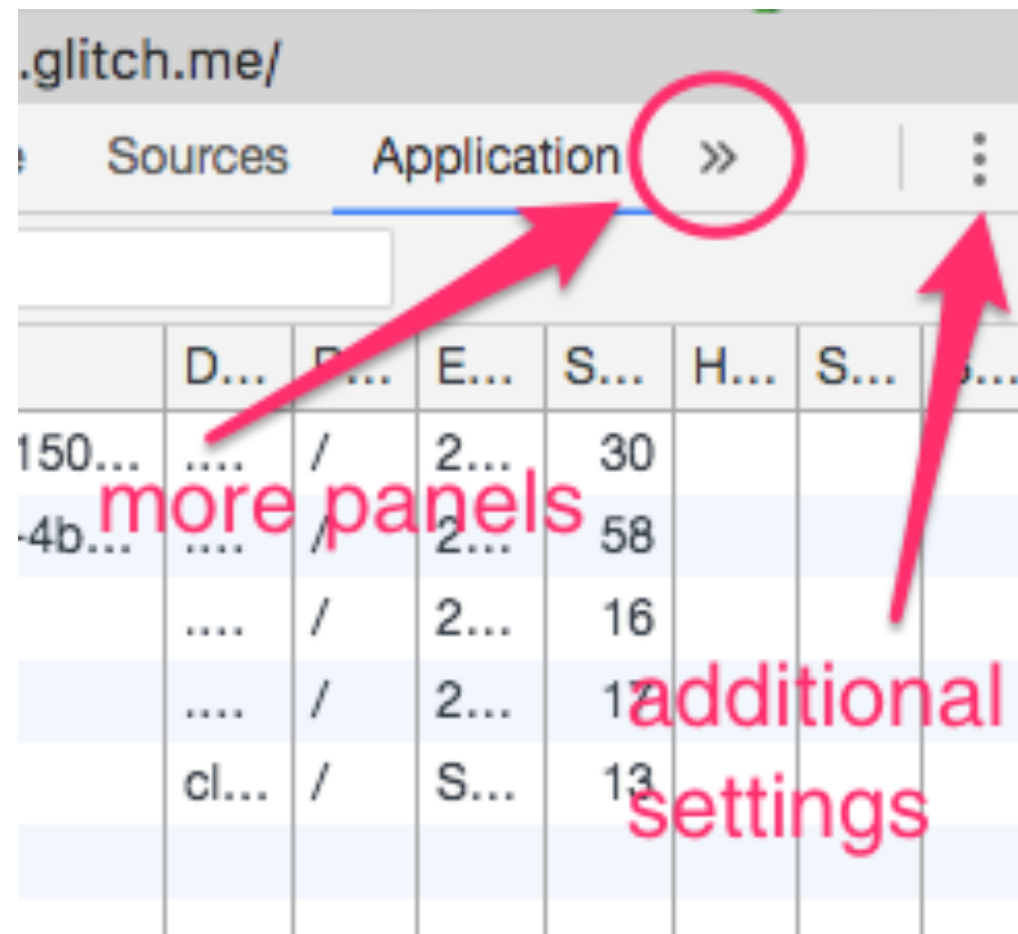 .glitch.me/
Sources Application »
D... P... E... S... H... S...
150... .... / 2... 30
more panels
-4b... .... / 2... 58
.... / 2... 16
.... / 2... 17
additional
cl... / S... 13
settings